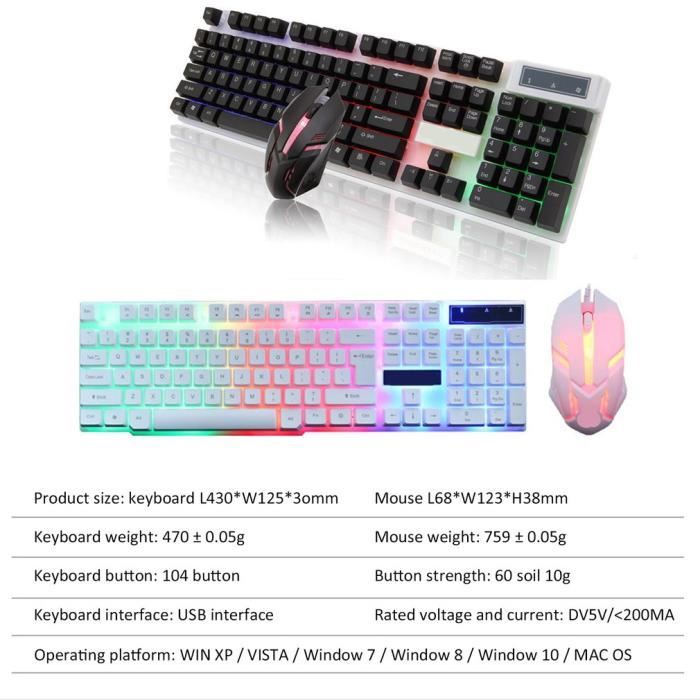 Product size: keyboard L430*W125*3omm
Mouse L68*W123*H38mm
Keyboard weight: 470 ± 0.05g
Mouse weight: 759 ± 0.05g
Keyboard button: 104 button
Button strength: 60 soil 10g
Keyboard interface: USB interface
Rated voltage and current: DV5V/<200MA
Operating platform: WIN XP / VISTA / Window 7 / Window 8 / Window 10 / MAC OS